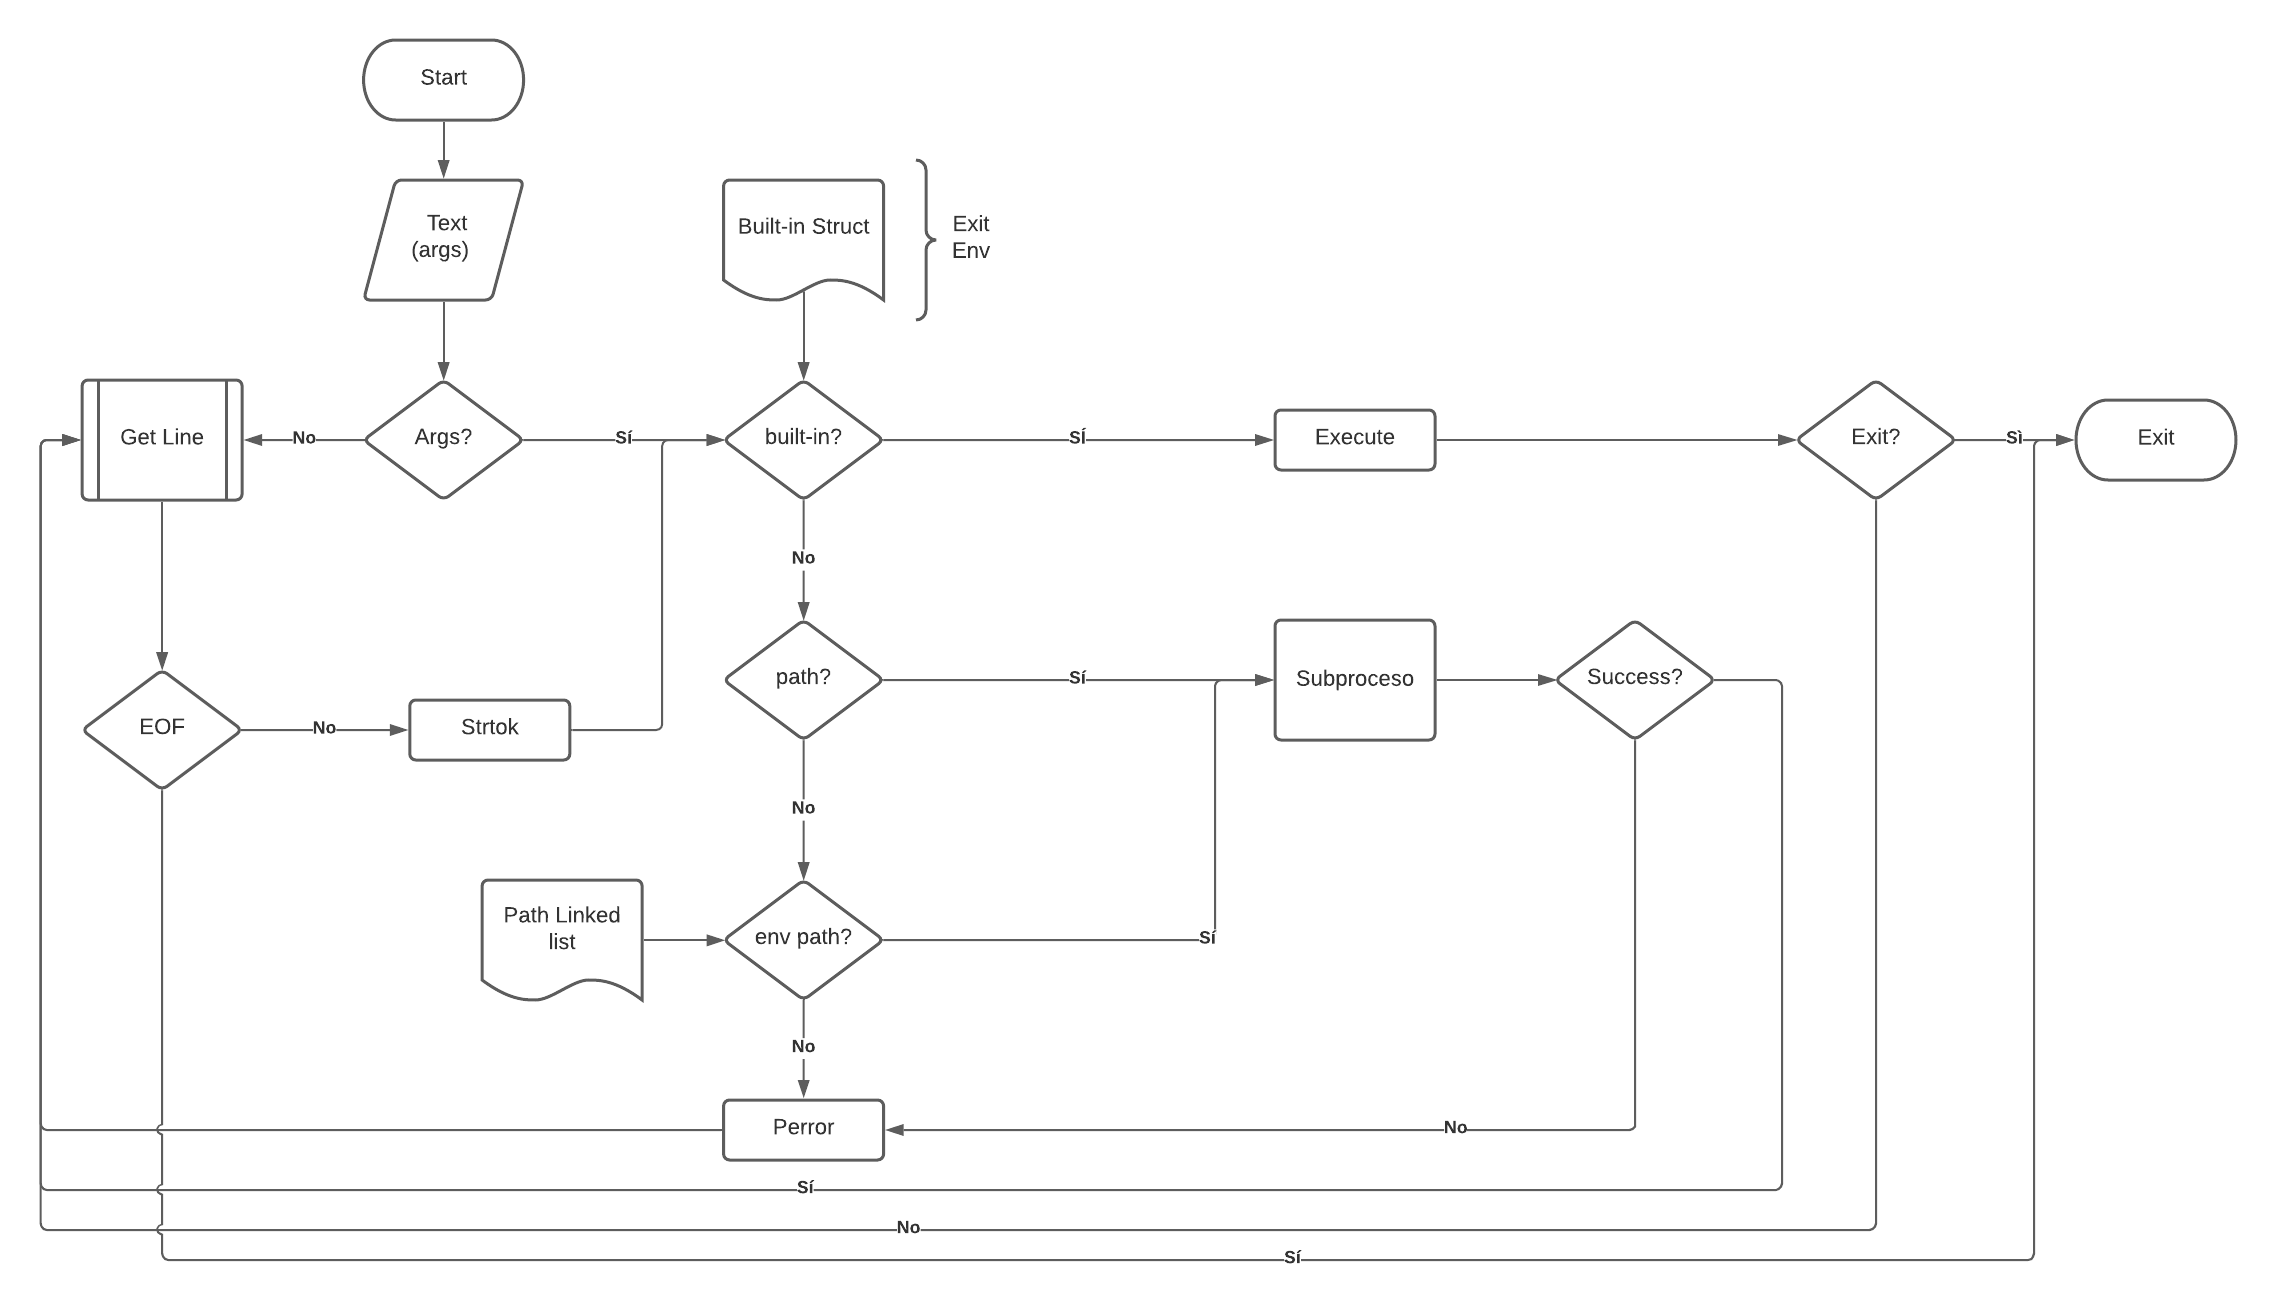 Start
Text
(args)
Built-in Struct
Exit
Env
Get Line
No
Args?
Sí
built-in?
SÍ
Execute
Exit?
Sì
Exit
No
path?
Sí
Subproceso
Success?
EOF
No
Strtok
No
Path Linked
list
env path?
Sí
No
Perror
No
Sí
No
Sí